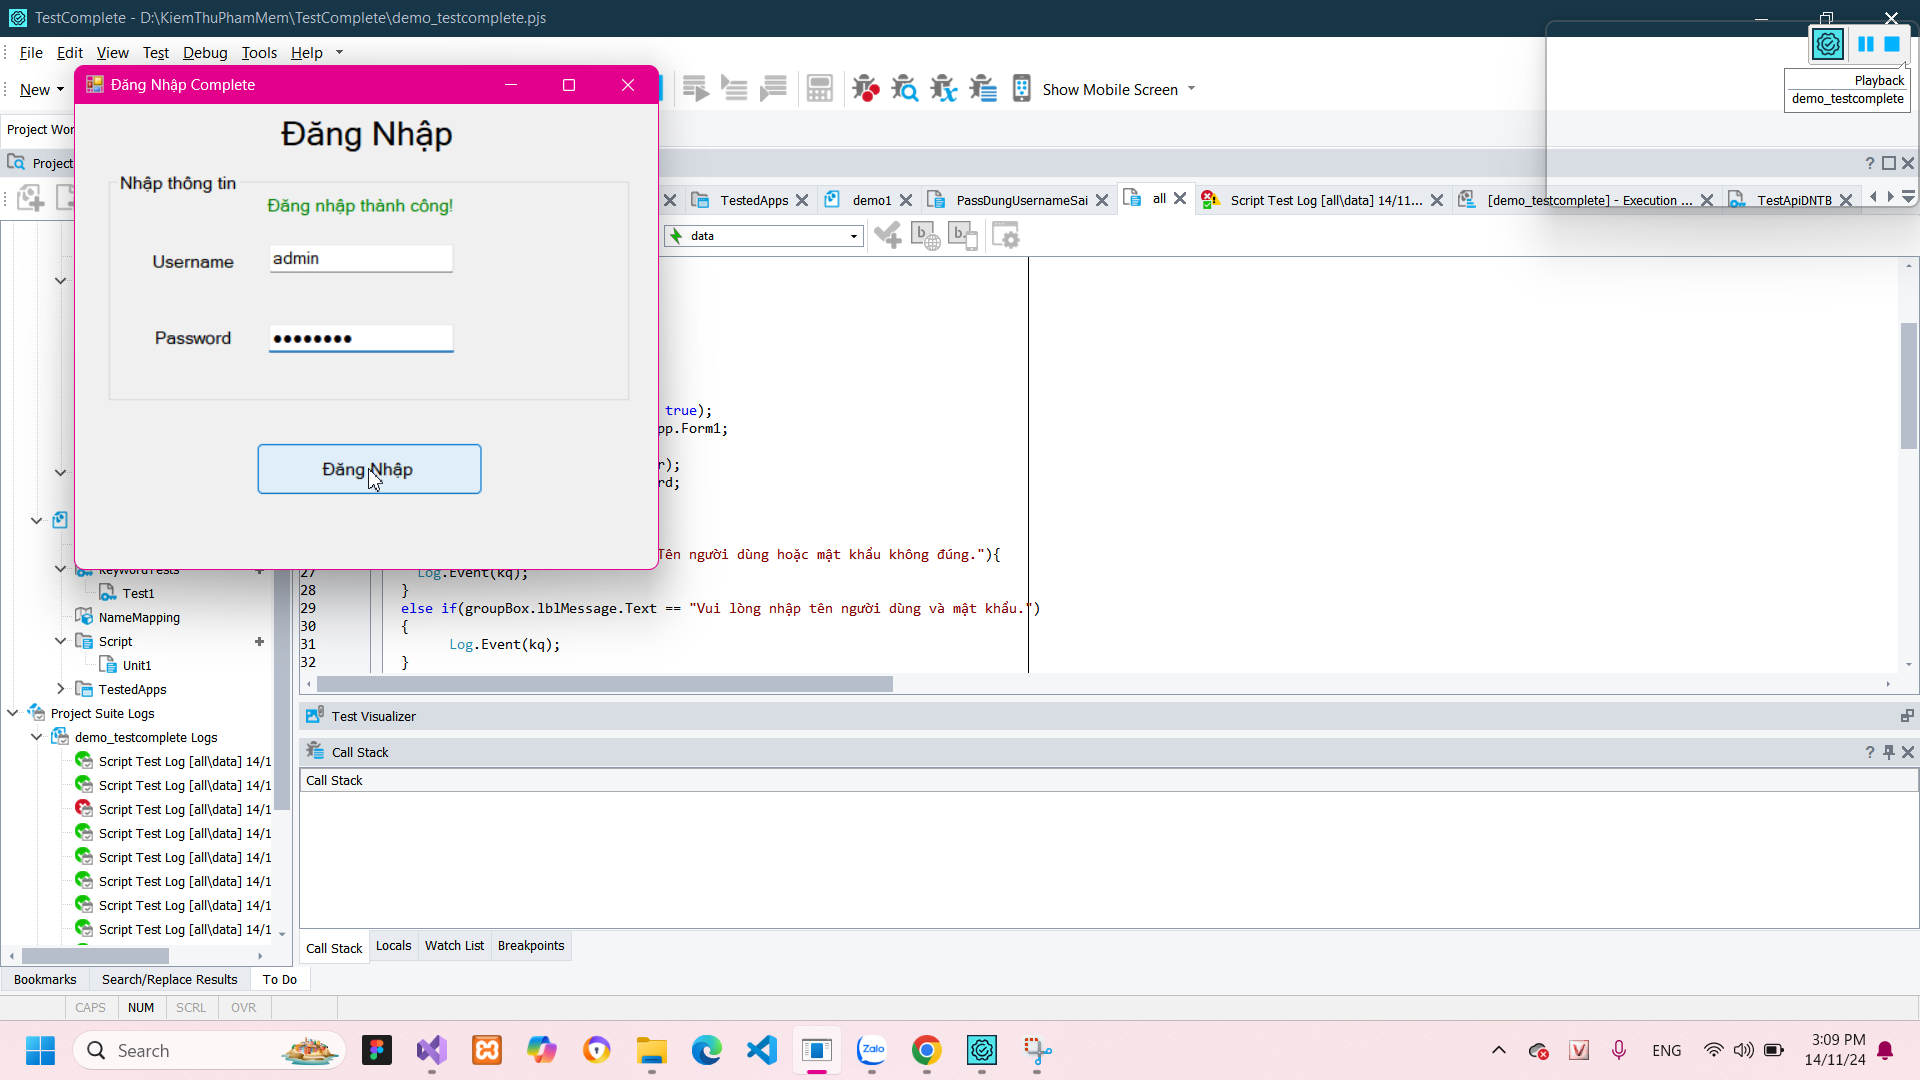 TestComplete - D:\KiemThuPhamMem\TestComplete\demo_testcomplete.pjs
File Edit View Test Debug Tools Help
New
Show Mobile Screen
Playback
demo_testcomplete
Project Wor
Project
Đăng Nhập Complete
Đăng Nhập
Nhập thông tin
Đăng nhập thành công!
Username admin
Password ••••••••
Đăng Nhập
TestedApps demo1 PassDungUsernameSai all Script Test Log [all\data] 14/11... [demo_testcomplete] - Execution ... TestApiDNTB
data
true);
pp.Form1;
r);
rd;
Tên người dùng hoặc mật khẩu không đúng."){
27 Log.Event(kq);
28 }
29 else if(groupBox.lblMessage.Text == "Vui lòng nhập tên người dùng và mật khẩu.")
30 {
31 Log.Event(kq);
32 }
KeywordTests
Test1
NameMapping
Script
Unit1
TestedApps
Project Suite Logs
demo_testcomplete Logs
Script Test Log [all\data] 14/1
Script Test Log [all\data] 14/1
Script Test Log [all\data] 14/1
Script Test Log [all\data] 14/1
Script Test Log [all\data] 14/1
Script Test Log [all\data] 14/1
Script Test Log [all\data] 14/1
Script Test Log [all\data] 14/1
Test Visualizer
Call Stack
Call Stack
Call Stack Locals Watch List Breakpoints
Bookmarks Search/Replace Results To Do
CAPS NUM SCRL OVR
Search
Zalo
ENG
3:09 PM
14/11/24